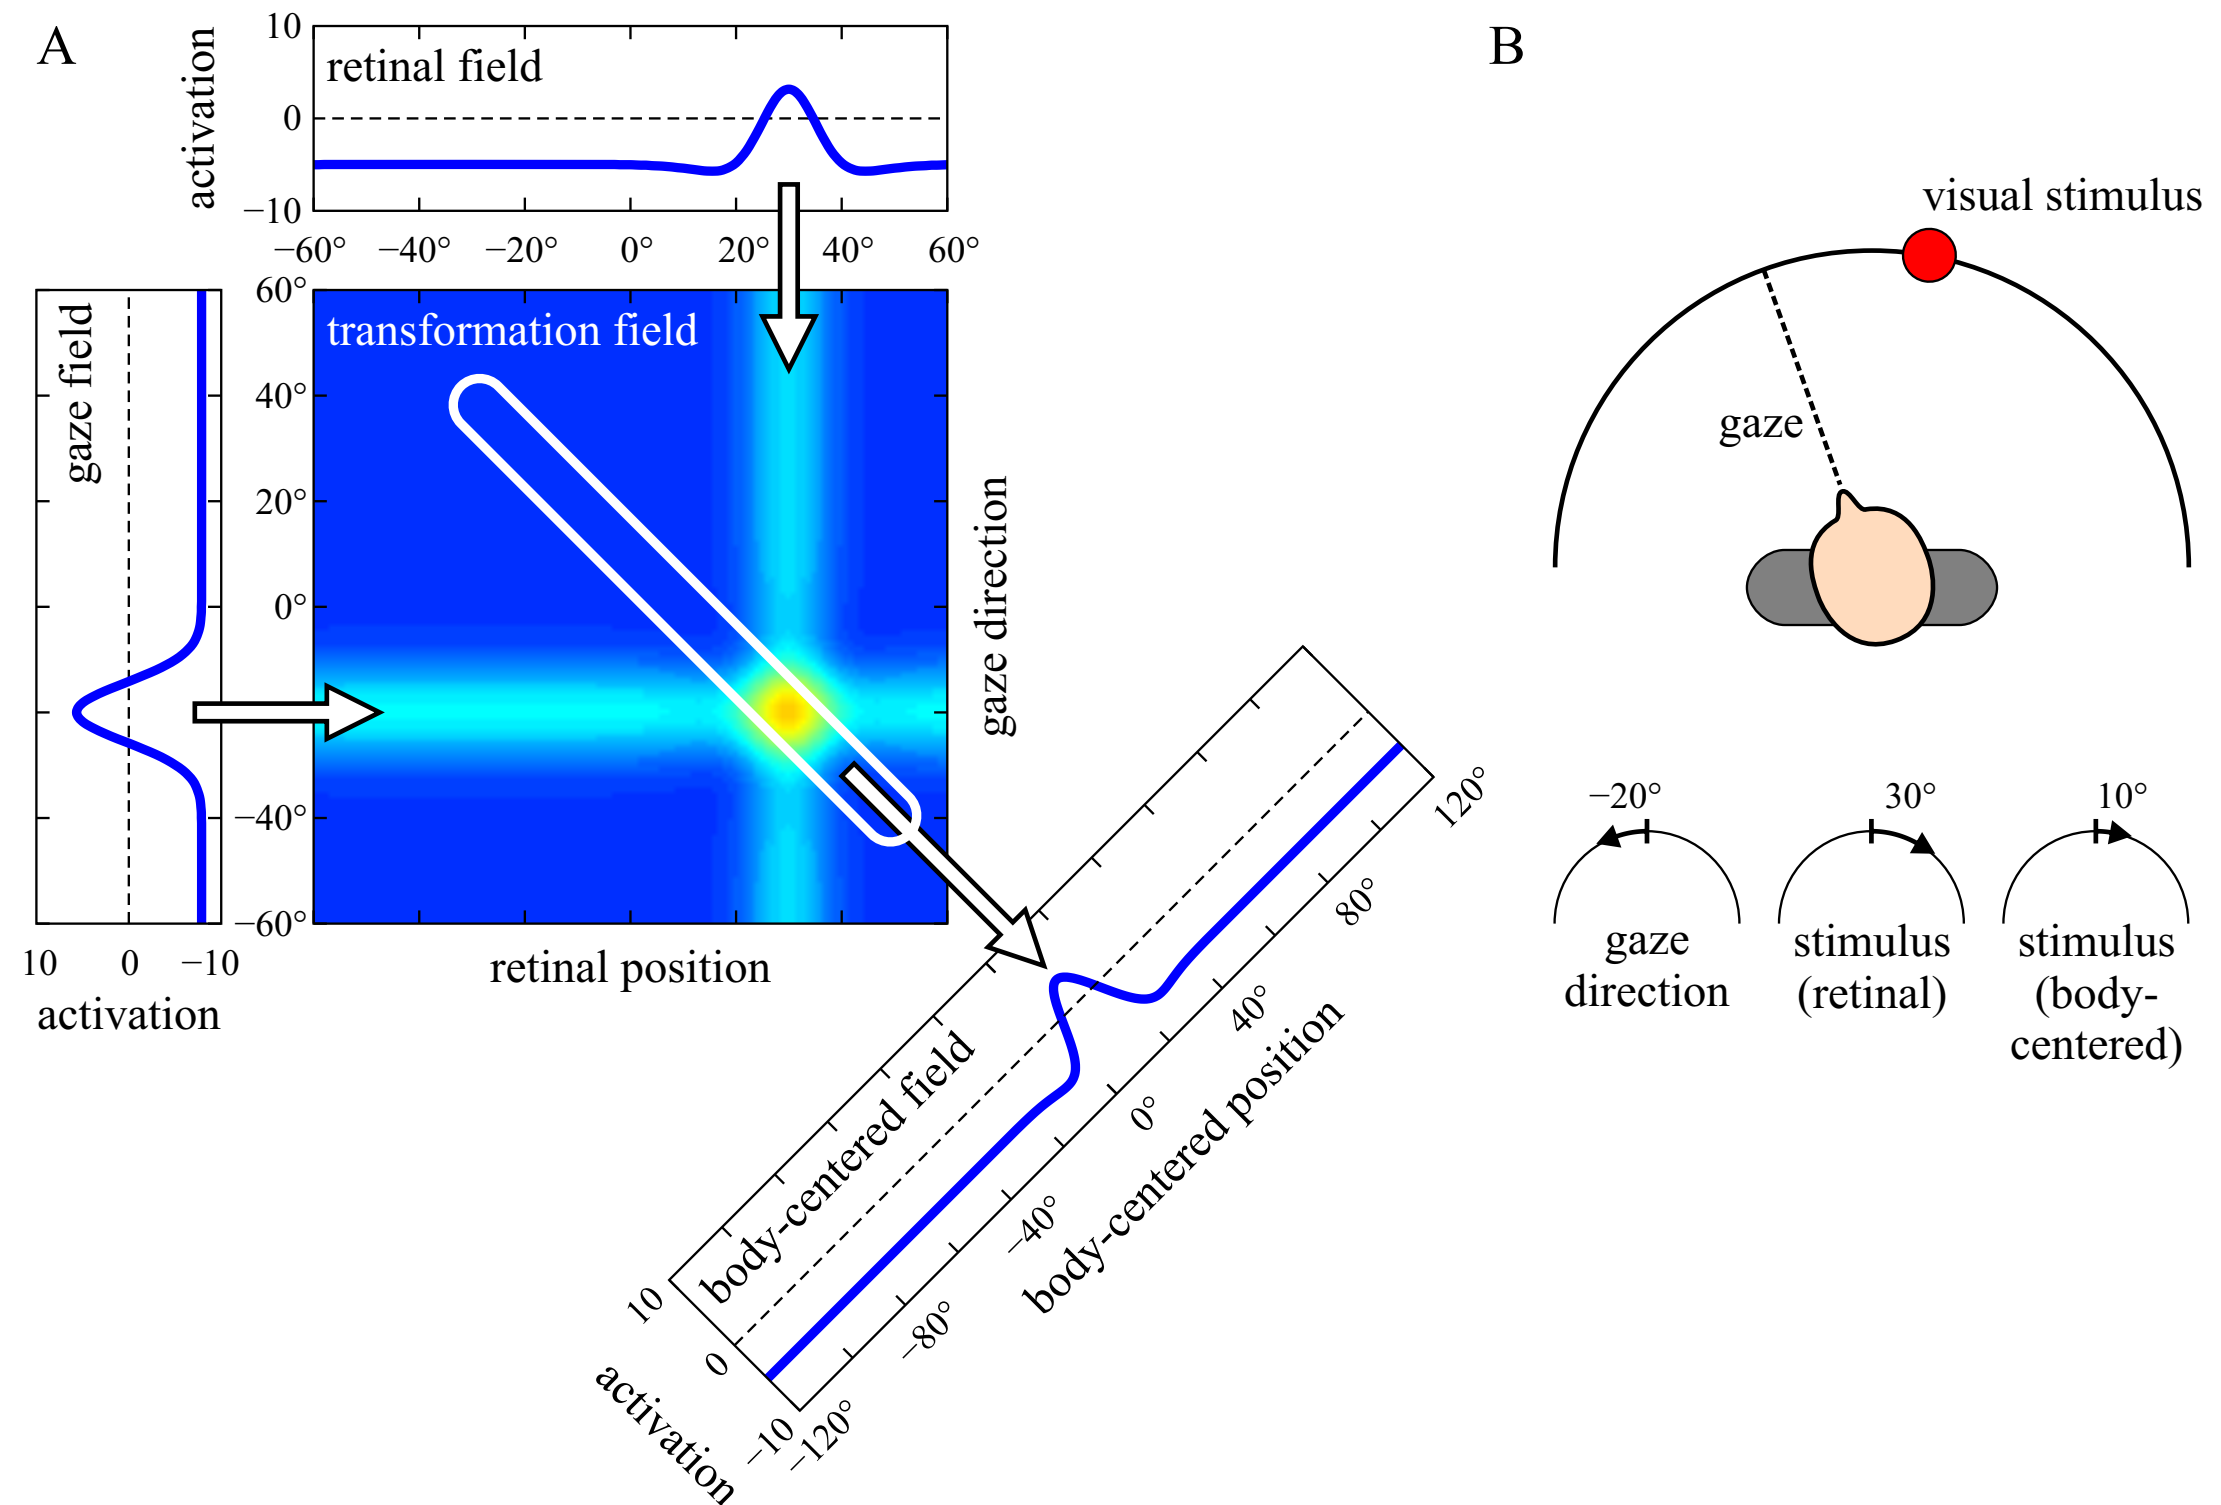 A
B
10
0
−10
activation
retinal field
−60°
−40°
−20°
0°
20°
40°
60°
gaze field
10
0
−10
activation
60°
40°
20°
0°
−40°
−60°
transformation field
gaze direction
retinal position
body-centered field
10
0
−10
activation
−120°
−80°
−40°
0°
40°
80°
120°
body-centered position
visual stimulus
gaze
−20°
gaze
direction
30°
stimulus
(retinal)
10°
stimulus
(body-
centered)